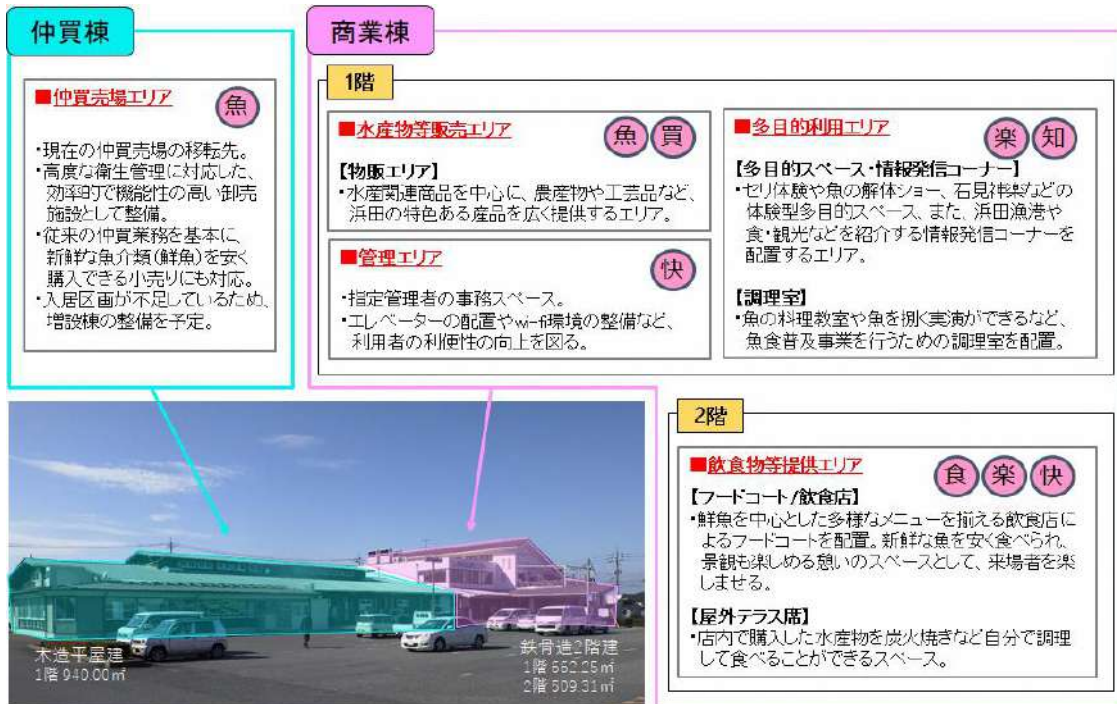 仲買棟
■仲買売場エリア
魚
・現在の仲買売場の移転先。
・高度な衛生管理に対応した、
効率的で機能性の高い卸売
施設として整備。
・従来の仲買業務を基本に、
新鮮な魚介類(鮮魚)を安く
購入できる小売りにも対応。
・入居区画が不足しているため、
増設棟の整備を予定。
商業棟
1階
■水産物等販売エリア
魚 買
【物販エリア】
・水産関連商品を中心に、農産物や工芸品など、
浜田の特色ある産品を広く提供するエリア。
■管理エリア
快
・指定管理者の事務スペース。
・エレベーターの配置やwi-fi環境の整備など、
利用者の利便性の向上を図る。
■多目的利用エリア
楽 知
【多目的スペース・情報発信コーナー】
・セリ体験や魚の解体ショー、石見神楽などの
体験型多目的スペース、また、浜田漁港や
食・観光などを紹介する情報発信コーナーを
配置するエリア。
【調理室】
・魚の料理教室や魚を捌く実演ができるなど、
魚食普及事業を行うための調理室を配置。
2階
■飲食物等提供エリア
食 楽 快
【フードコート/飲食店】
・鮮魚を中心とした多様なメニューを揃える飲食店に
よるフードコートを配置。新鮮な魚を安く食べられ、
景観も楽しめる憩いのスペースとして、来場者を楽
しませる。
【屋外テラス席】
・店内で購入した水産物を炭火焼きなど自分で調理
して食べることができるスペース。
木造平屋建
1階 940.00㎡
鉄骨造2階建
1階 552.25㎡
2階 509.31㎡